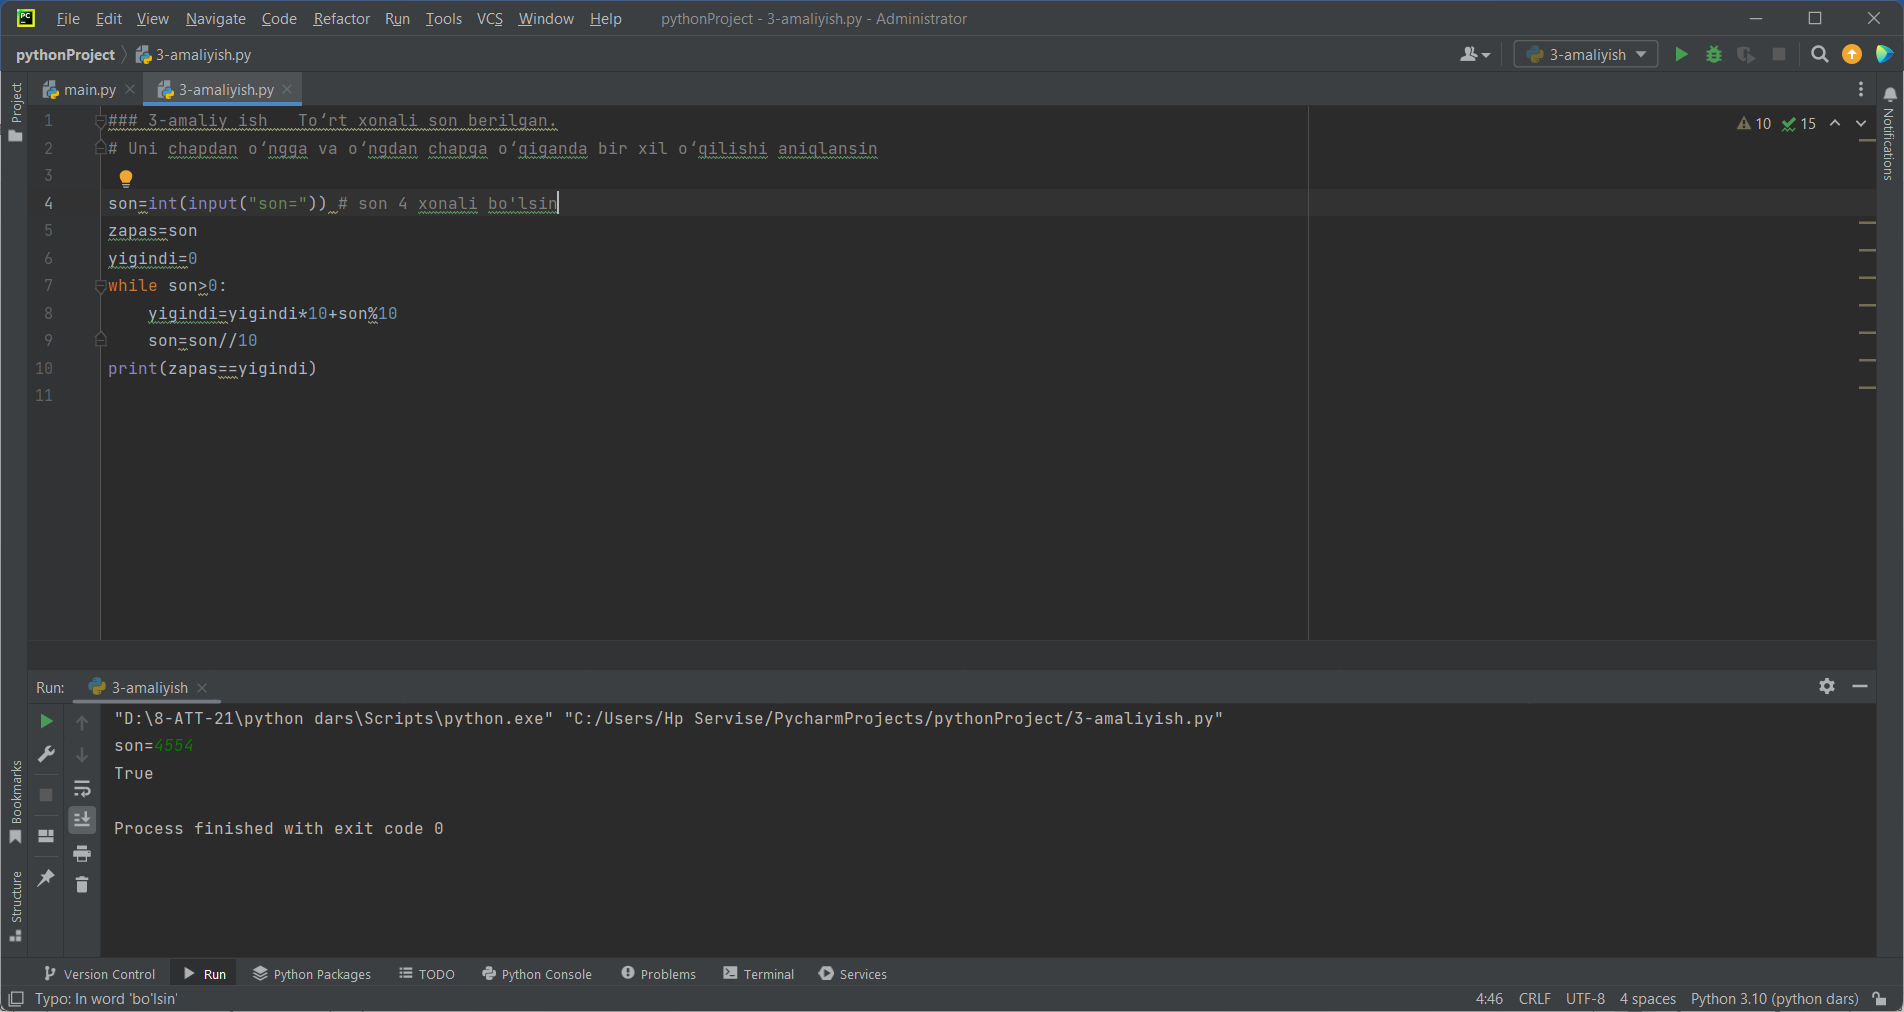 File Edit View Navigate Code Refactor Run Tools VCS Window Help pythonProject - 3-amaliyish.py - Administrator
pythonProject 3-amaliyish.py 3-amaliyish
Project main.py 3-amaliyish.py
Notifications
10 15
1 ### 3-amaliy ish   To‘rt xonali son berilgan.
2 # Uni chapdan o‘ngga va o‘ngdan chapga o‘qiganda bir xil o‘qilishi aniqlansin
3
4 son=int(input("son=")) # son 4 xonali bo'lsin
5 zapas=son
6 yigindi=0
7 while son>0:
8     yigindi=yigindi*10+son%10
9     son=son//10
10 print(zapas==yigindi)
11
Run: 3-amaliyish
"D:\8-ATT-21\python dars\Scripts\python.exe" "C:/Users/Hp Servise/PycharmProjects/pythonProject/3-amaliyish.py"
son=4554
True
Process finished with exit code 0
Bookmarks
Structure
Version Control Run Python Packages TODO Python Console Problems Terminal Services
Typo: In word 'bo'lsin' 4:46 CRLF UTF-8 4 spaces Python 3.10 (python dars)